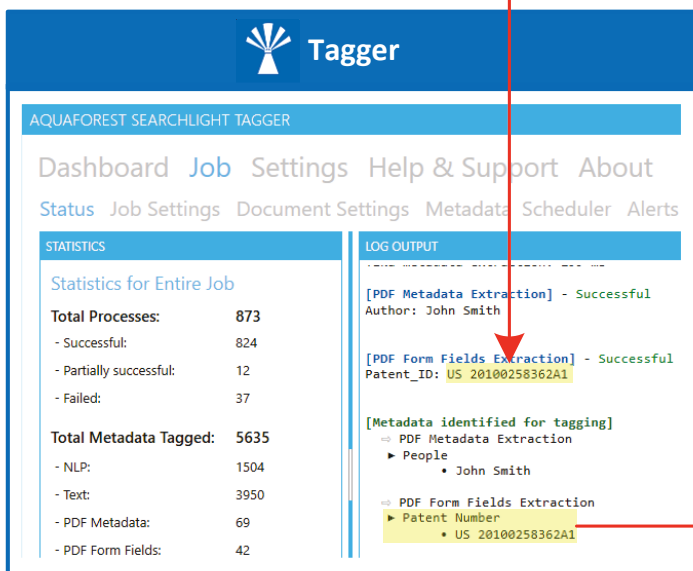 Tagger
AQUAFOREST SEARCHLIGHT TAGGER
Dashboard Job Settings Help & Support About
Status Job Settings Document Settings Metadata Scheduler Alerts
STATISTICS
Statistics for Entire Job
Total Processes: 873
- Successful: 824
- Partially successful: 12
- Failed: 37
Total Metadata Tagged: 5635
- NLP: 1504
- Text: 3950
- PDF Metadata: 69
- PDF Form Fields: 42
LOG OUTPUT
[PDF Metadata Extraction] - Successful
Author: John Smith
[PDF Form Fields Extraction] - Successful
Patent_ID: US 20100258362A1
[Metadata identified for tagging]
⇨ PDF Metadata Extraction
► People
• John Smith
⇨ PDF Form Fields Extraction
► Patent Number
• US 20100258362A1